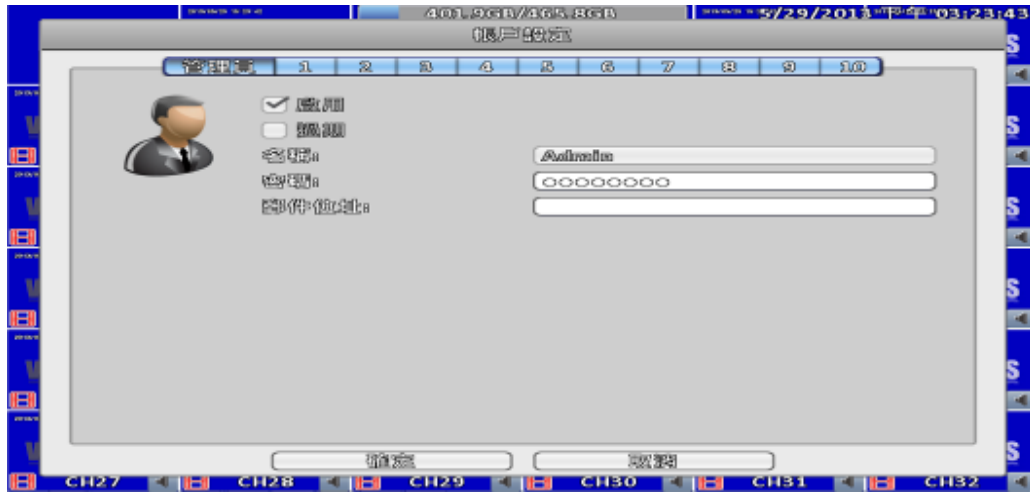 401.9GB/465.8GB
5/29/2013 下午 03:23:43
帳戶設定
管理員 1 2 3 4 5 6 7 8 9 10
啟用
名稱: Admin
密碼: ○○○○○○○○
郵件位址:
確定 取消
CH27 CH28 CH29 CH30 CH31 CH32